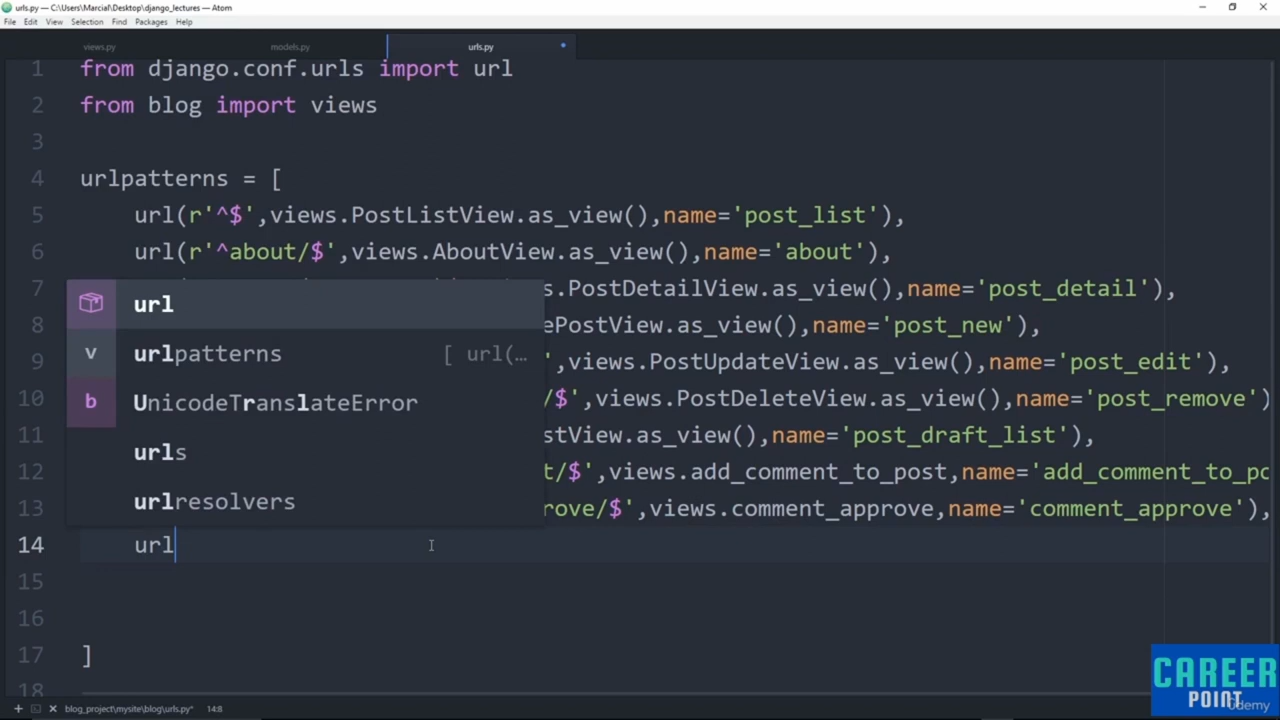 urls.py — C:\Users\Marcial\Desktop\django_lectures — Atom
File Edit View Selection Find Packages Help
views.py models.py urls.py
1 from django.conf.urls import url
2 from blog import views
3
4 urlpatterns = [
5 url(r'^$',views.PostListView.as_view(),name='post_list'),
6 url(r'^about/$',views.AboutView.as_view(),name='about'),
7 s.PostDetailView.as_view(),name='post_detail'),
8 ePostView.as_view(),name='post_new'),
9 ',views.PostUpdateView.as_view(),name='post_edit'),
10 /$',views.PostDeleteView.as_view(),name='post_remove')
11 stView.as_view(),name='post_draft_list'),
12 t/$',views.add_comment_to_post,name='add_comment_to_po
13 rove/$',views.comment_approve,name='comment_approve'),
url
v urlpatterns [ url(…
b UnicodeTranslateError
urls
urlresolvers
14 url
15
16
17 ]
18
CAREER
POINT
udemy
blog_project\mysite\blog\urls.py* 14:8